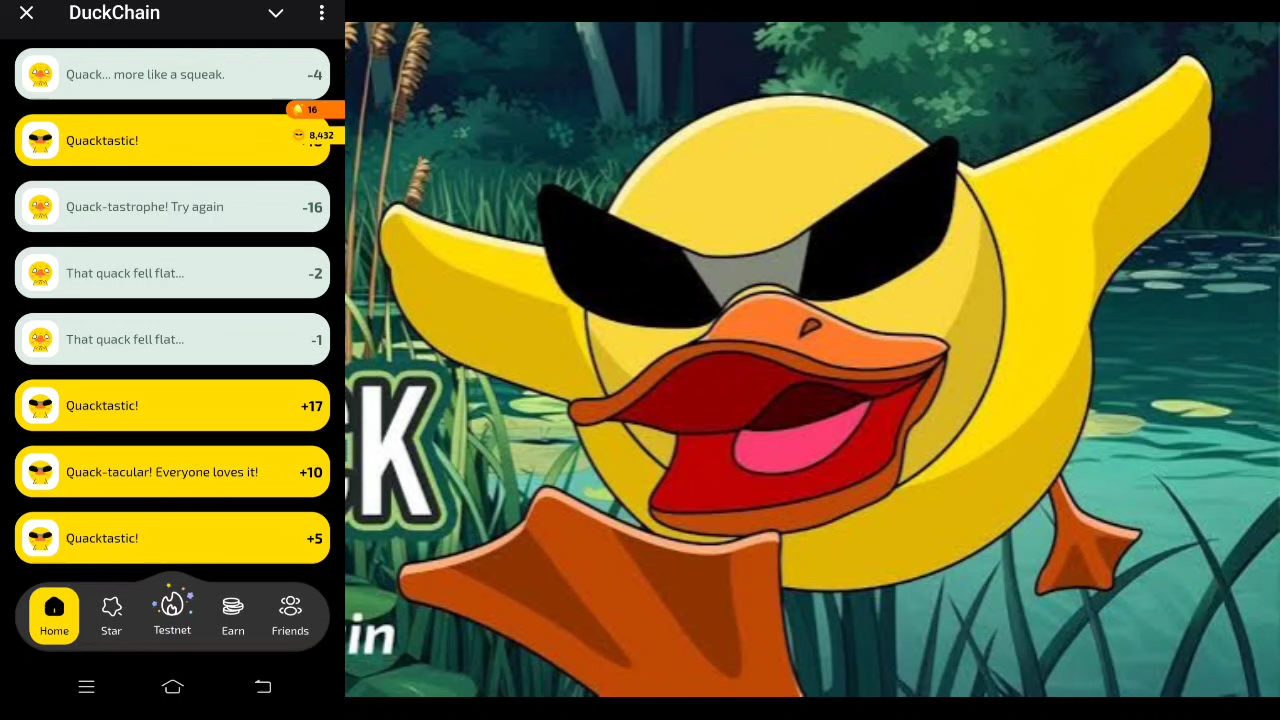 DuckChain
Quack... more like a squeak.
-4
16
Quacktastic!
8,432
Quack-tastrophe! Try again
-16
That quack fell flat...
-2
That quack fell flat...
-1
Quacktastic!
+17
Quack-tacular! Everyone loves it!
+10
Quacktastic!
+5
Home
Star
Testnet
Earn
Friends